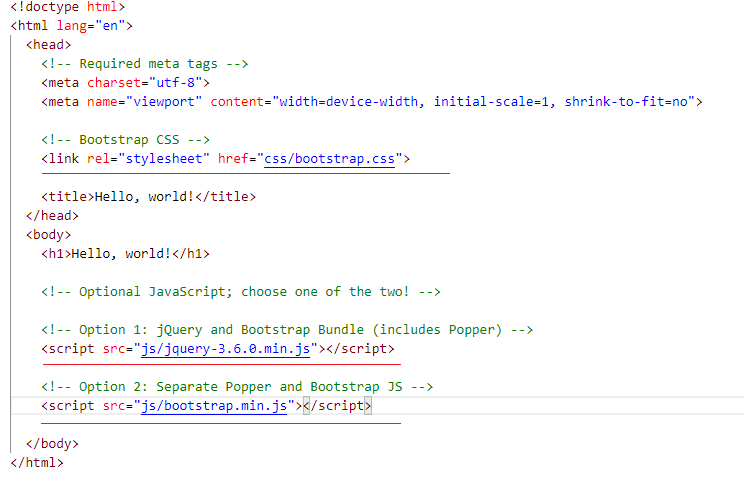 <!doctype html>
<html lang="en">
<head>
<!-- Required meta tags -->
<meta charset="utf-8">
<meta name="viewport" content="width=device-width, initial-scale=1, shrink-to-fit=no">
<!-- Bootstrap CSS -->
<link rel="stylesheet" href="css/bootstrap.css">
<title>Hello, world!</title>
</head>
<body>
<h1>Hello, world!</h1>
<!-- Optional JavaScript; choose one of the two! -->
<!-- Option 1: jQuery and Bootstrap Bundle (includes Popper) -->
<script src="js/jquery-3.6.0.min.js"></script>
<!-- Option 2: Separate Popper and Bootstrap JS -->
<script src="js/bootstrap.min.js"></script>
</body>
</html>